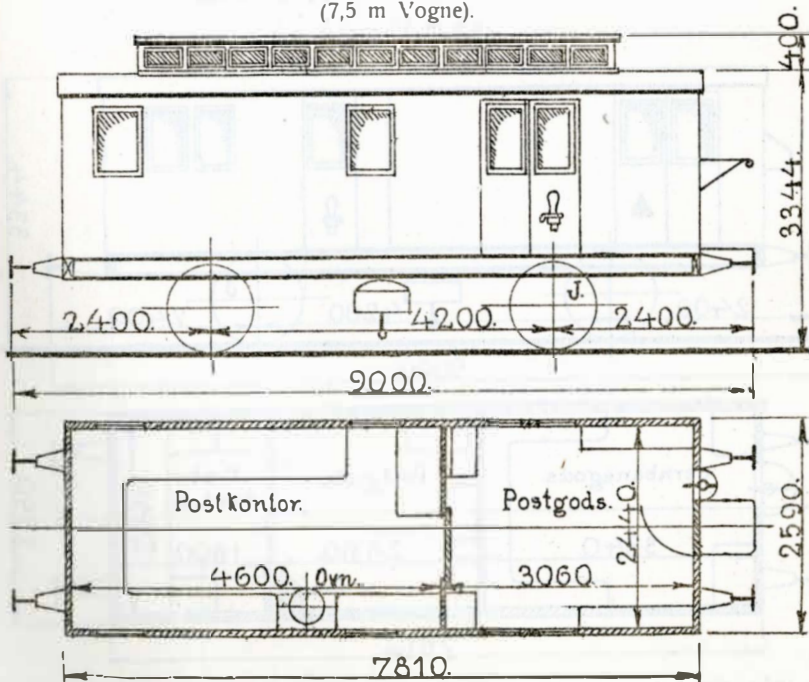 (7,5 m Vogne).
400.
3344.
J.
2400. 4200. 2400.
9000.
Postkontor. Postgods.
2440.
2590.
4600. Ovn. 3060.
7810.